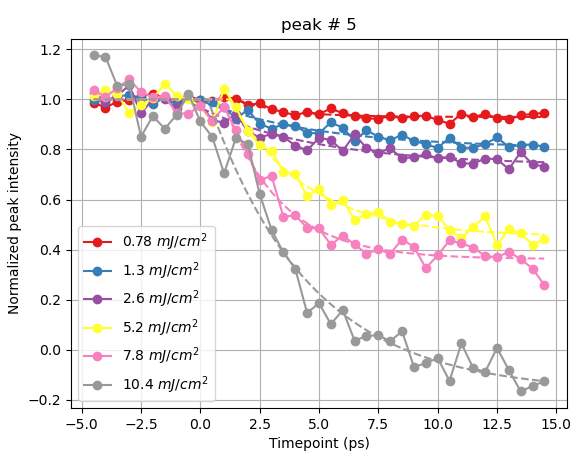 peak # 5
Normalized peak intensity
1.2
1.0
0.8
0.6
0.4
0.2
0.0
−0.2
0.78 mJ/cm²
1.3 mJ/cm²
2.6 mJ/cm²
5.2 mJ/cm²
7.8 mJ/cm²
10.4 mJ/cm²
−5.0 −2.5 0.0 2.5 5.0 7.5 10.0 12.5 15.0
Timepoint (ps)